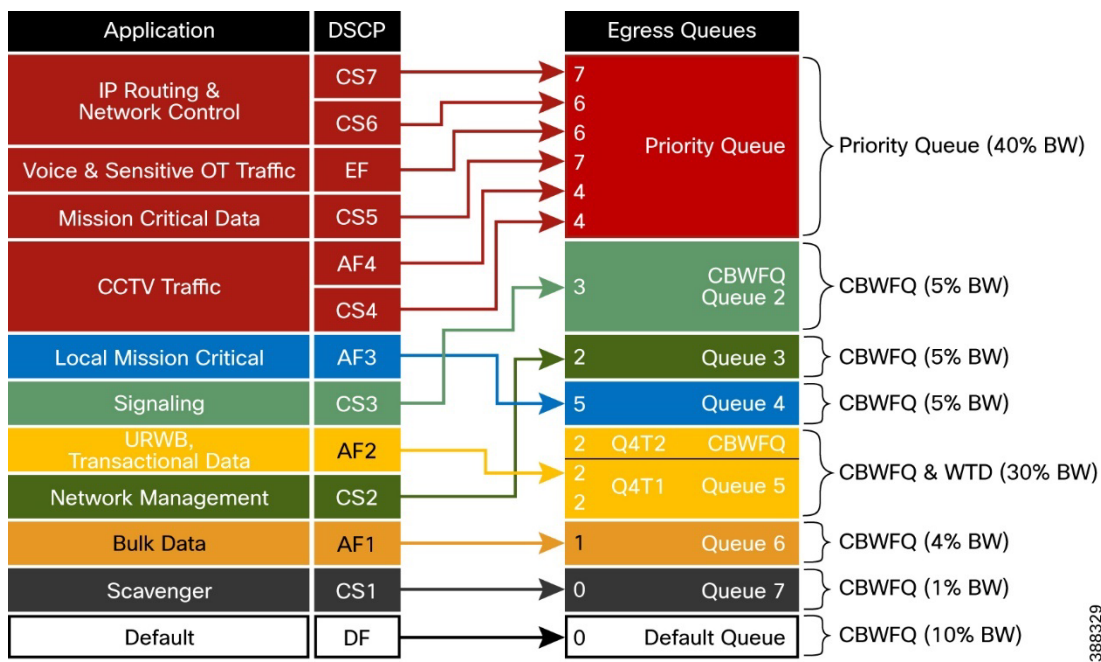 Application DSCP Egress Queues
IP Routing &
Network Control
CS7
CS6
Voice & Sensitive OT Traffic EF
Mission Critical Data CS5
CCTV Traffic
AF4
CS4
Local Mission Critical AF3
Signaling CS3
URWB,
Transactional Data
AF2
Network Management CS2
Bulk Data AF1
Scavenger CS1
Default DF
7
6
6
7
4
4
Priority Queue
Priority Queue (40% BW)
3
CBWFQ
Queue 2
CBWFQ (5% BW)
2 Queue 3 CBWFQ (5% BW)
5 Queue 4 CBWFQ (5% BW)
2 Q4T2 CBWFQ
2
2
Q4T1 Queue 5
CBWFQ & WTD (30% BW)
1 Queue 6 CBWFQ (4% BW)
0 Queue 7 CBWFQ (1% BW)
0 Default Queue CBWFQ (10% BW)
388329